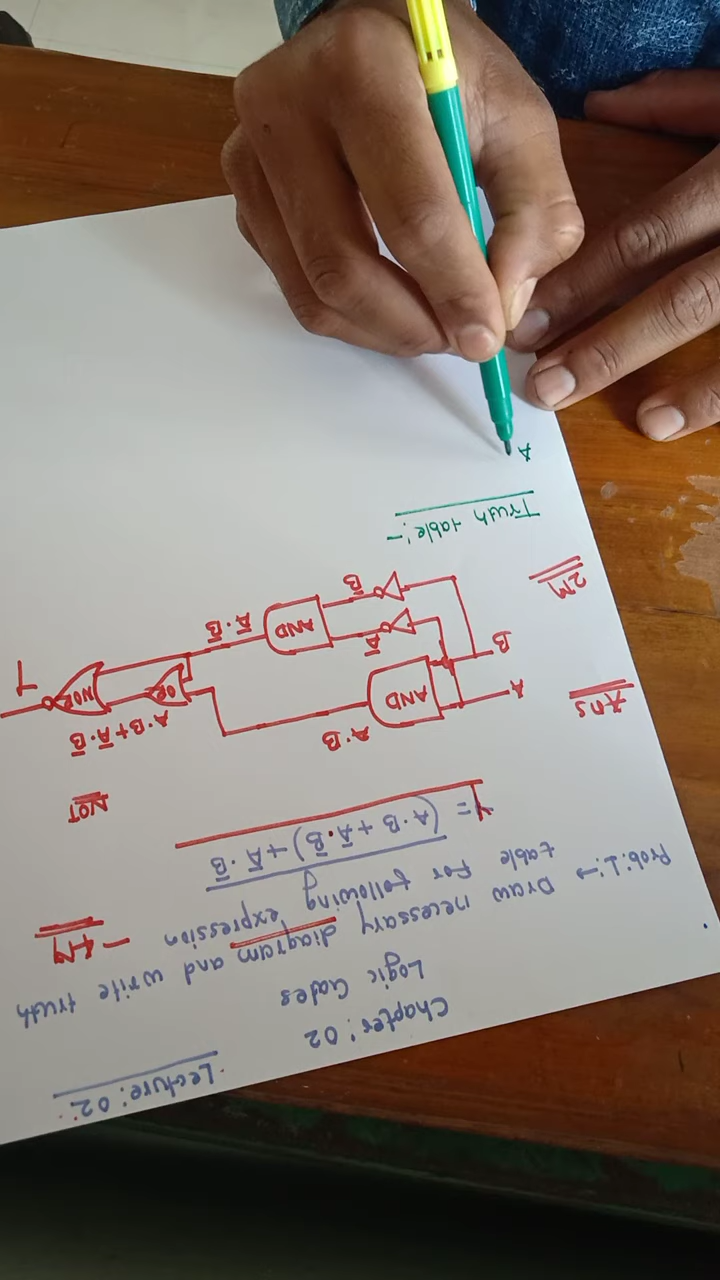 Lecture: 02
Chapter: 02
Logic Gates
Prob:1:→ Draw necessary diagram and write truth
table for following expression
– 4M
Y = (A·B + A̅·B̅) + A̅·B̅
NOT
Ans
2M
A
B
AND
A·B
A̅
B̅
AND
A̅·B̅
OR
A·B+A̅·B̅
NOR
Y
Truth table:-
A